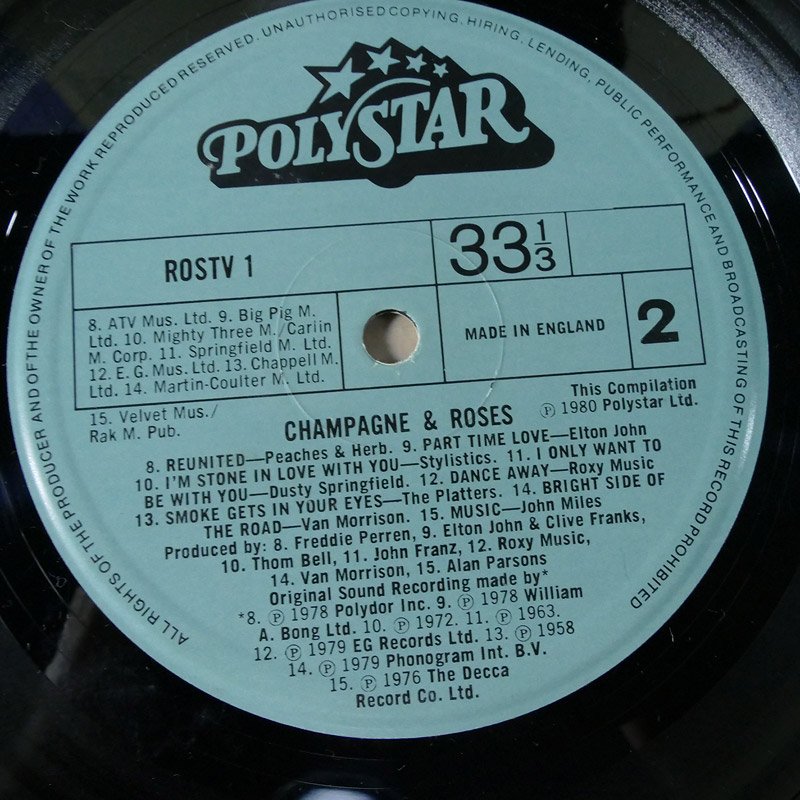 ALL RIGHTS OF THE PRODUCER AND OF THE OWNER OF THE WORK REPRODUCED RESERVED. UNAUTHORISED COPYING, HIRING, LENDING, PUBLIC PERFORMANCE AND BROADCASTING OF THIS RECORD PROHIBITED
POLYSTAR
ROSTV 1
33 1/3
8. ATV Mus. Ltd. 9. Big Pig M.
Ltd. 10. Mighty Three M./Carlin
M. Corp. 11. Springfield M. Ltd.
12. E.G. Mus. Ltd. 13. Chappell M.
Ltd. 14. Martin-Coulter M. Ltd.
15. Velvet Mus./
Rak M. Pub.
MADE IN ENGLAND
2
This Compilation
℗ 1980 Polystar Ltd.
CHAMPAGNE & ROSES
8. REUNITED—Peaches & Herb. 9. PART TIME LOVE—Elton John
10. I'M STONE IN LOVE WITH YOU—Stylistics. 11. I ONLY WANT TO
BE WITH YOU—Dusty Springfield. 12. DANCE AWAY—Roxy Music
13. SMOKE GETS IN YOUR EYES—The Platters. 14. BRIGHT SIDE OF
THE ROAD—Van Morrison. 15. MUSIC—John Miles
Produced by: 8. Freddie Perren, 9. Elton John & Clive Franks,
10. Thom Bell, 11. John Franz, 12. Roxy Music,
14. Van Morrison, 15. Alan Parsons
Original Sound Recording made by*
*8. ℗ 1978 Polydor Inc. 9. ℗ 1978 William
A. Bong Ltd. 10. ℗ 1972. 11. ℗ 1963.
12. ℗ 1979 EG Records Ltd. 13. ℗ 1958
14. ℗ 1979 Phonogram Int. B.V.
15. ℗ 1976 The Decca
Record Co. Ltd.